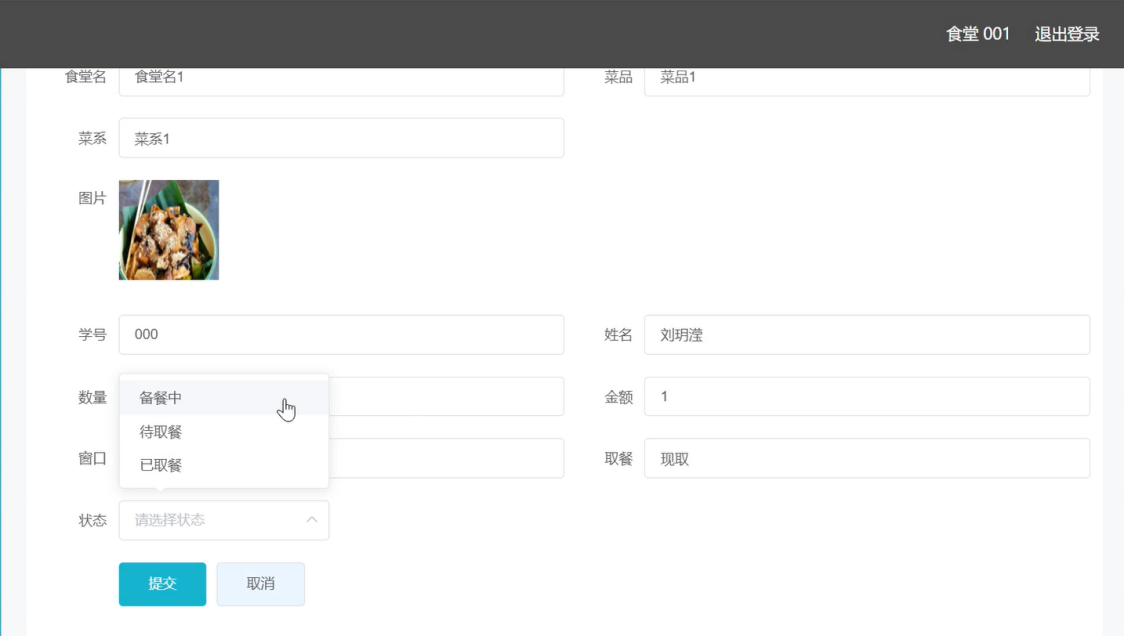 食堂 001 退出登录
食堂名 食堂名1 菜品 菜品1
菜系 菜系1
图片
学号 000 姓名 刘玥滢
数量 备餐中 金额 1
待取餐
窗口 已取餐 取餐 现取
状态 请选择状态
提交 取消